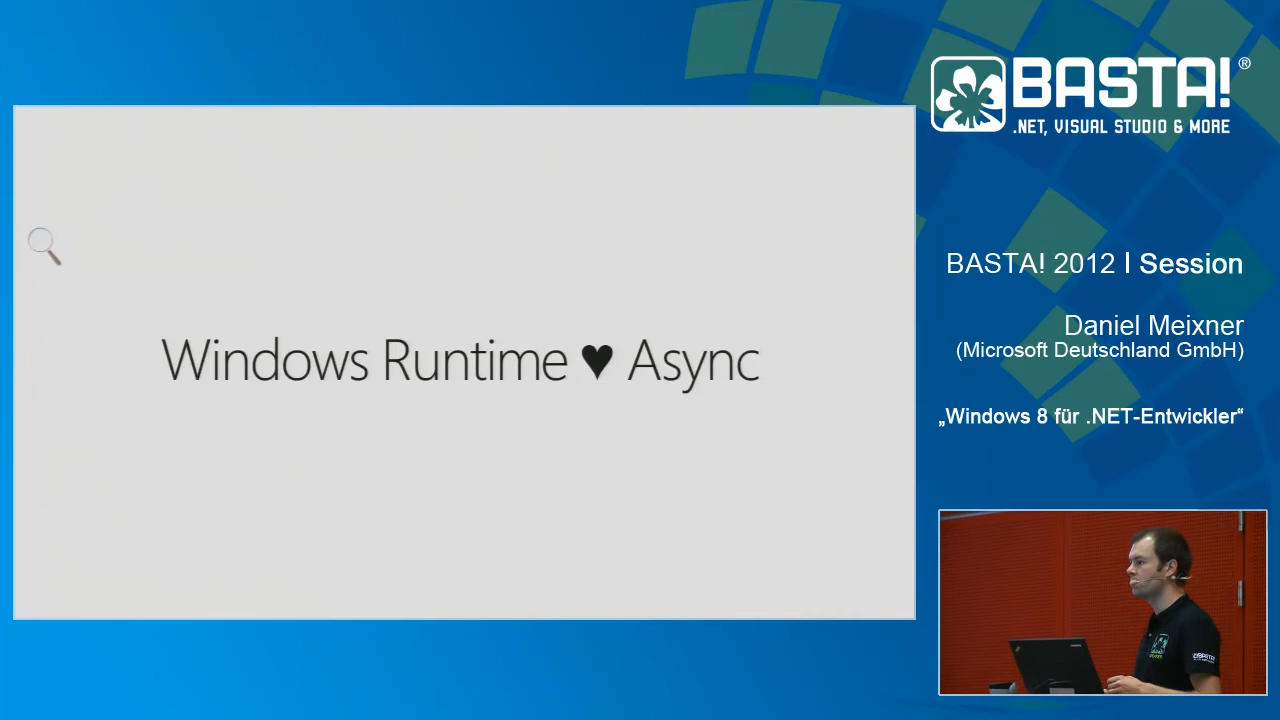 BASTA!®
.NET, VISUAL STUDIO & MORE
Windows Runtime ♥ Async
BASTA! 2012 I Session
Daniel Meixner
(Microsoft Deutschland GmbH)
„Windows 8 für .NET-Entwickler“
BASTA!